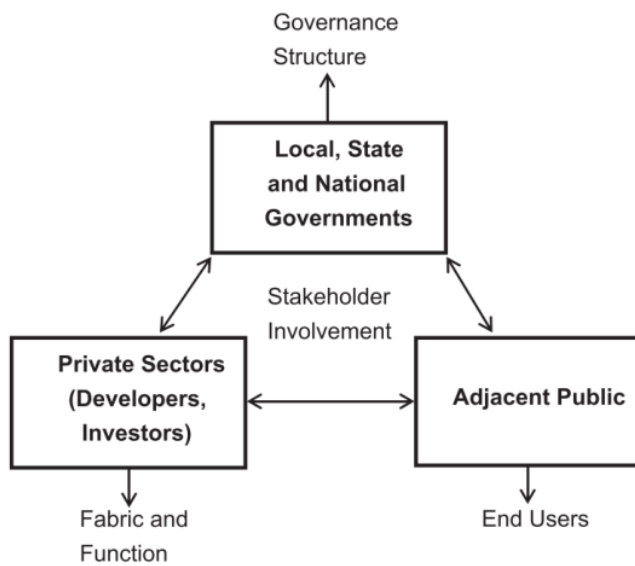 Governance
Structure
Local, State
and National
Governments
Stakeholder
Involvement
Private Sectors
(Developers,
Investors)
Adjacent Public
Fabric and
Function
End Users